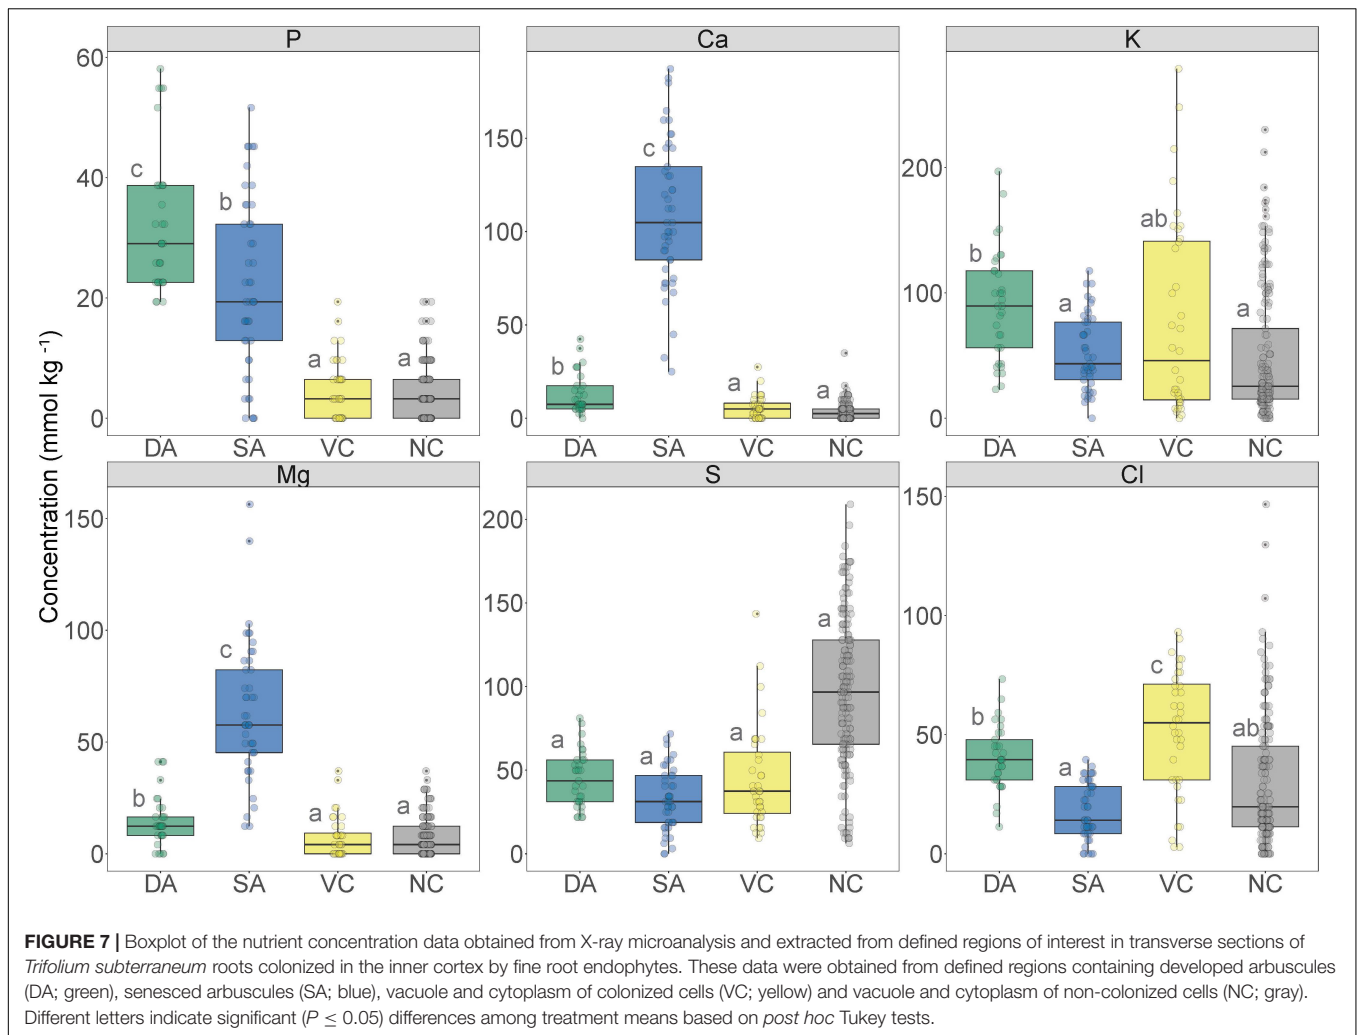 P
Ca
K
Concentration (mmol kg -1)
60
40
20
0
c
b
a
a
DA SA VC NC
150
100
50
0
b
c
a
a
DA SA VC NC
200
100
0
b
a
ab
a
DA SA VC NC
Mg
S
Cl
150
100
50
0
b
c
a
a
DA SA VC NC
200
150
100
50
0
a
a
a
a
DA SA VC NC
150
100
50
0
b
a
c
ab
DA SA VC NC
FIGURE 7 | Boxplot of the nutrient concentration data obtained from X-ray microanalysis and extracted from defined regions of interest in transverse sections of
Trifolium subterraneum roots colonized in the inner cortex by fine root endophytes. These data were obtained from defined regions containing developed arbuscules
(DA; green), senesced arbuscules (SA; blue), vacuole and cytoplasm of colonized cells (VC; yellow) and vacuole and cytoplasm of non-colonized cells (NC; gray).
Different letters indicate significant (P ≤ 0.05) differences among treatment means based on post hoc Tukey tests.